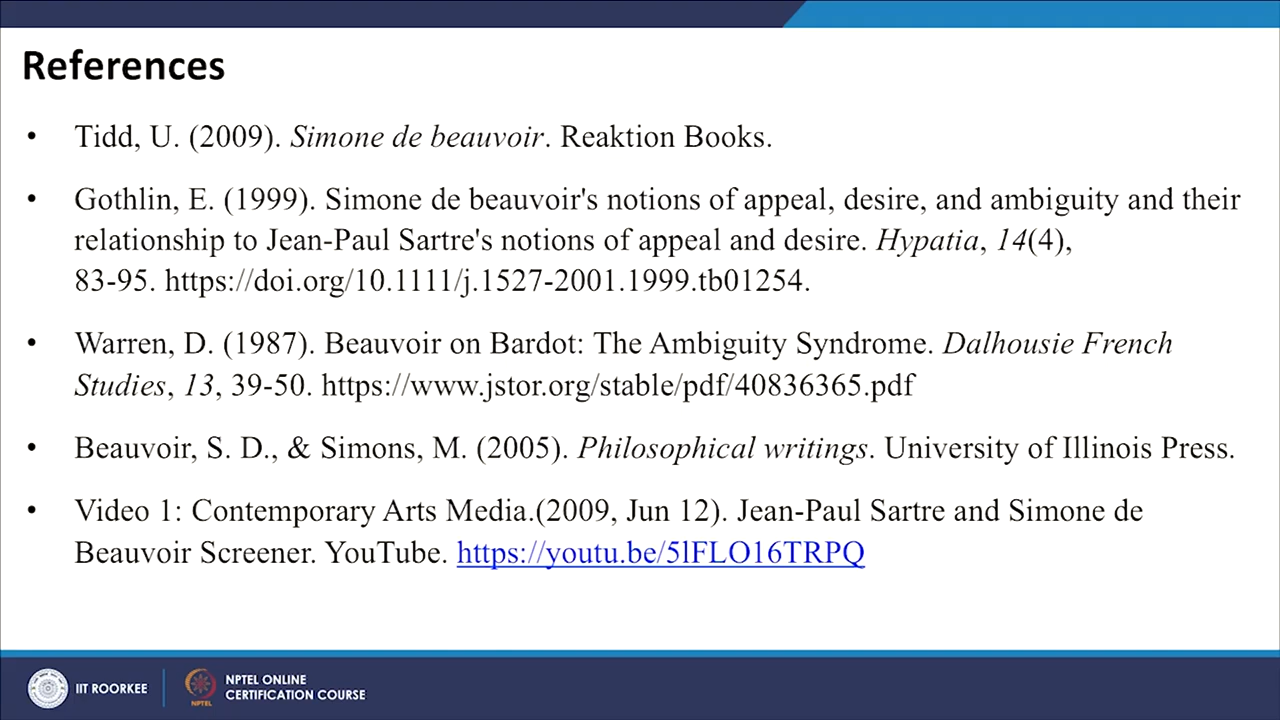 References
• Tidd, U. (2009). Simone de beauvoir. Reaktion Books.
• Gothlin, E. (1999). Simone de beauvoir's notions of appeal, desire, and ambiguity and their
relationship to Jean-Paul Sartre's notions of appeal and desire. Hypatia, 14(4),
83-95. https://doi.org/10.1111/j.1527-2001.1999.tb01254.
• Warren, D. (1987). Beauvoir on Bardot: The Ambiguity Syndrome. Dalhousie French
Studies, 13, 39-50. https://www.jstor.org/stable/pdf/40836365.pdf
• Beauvoir, S. D., & Simons, M. (2005). Philosophical writings. University of Illinois Press.
• Video 1: Contemporary Arts Media.(2009, Jun 12). Jean-Paul Sartre and Simone de
Beauvoir Screener. YouTube. https://youtu.be/5lFLO16TRPQ
IIT ROORKEE
NPTEL
NPTEL ONLINE
CERTIFICATION COURSE